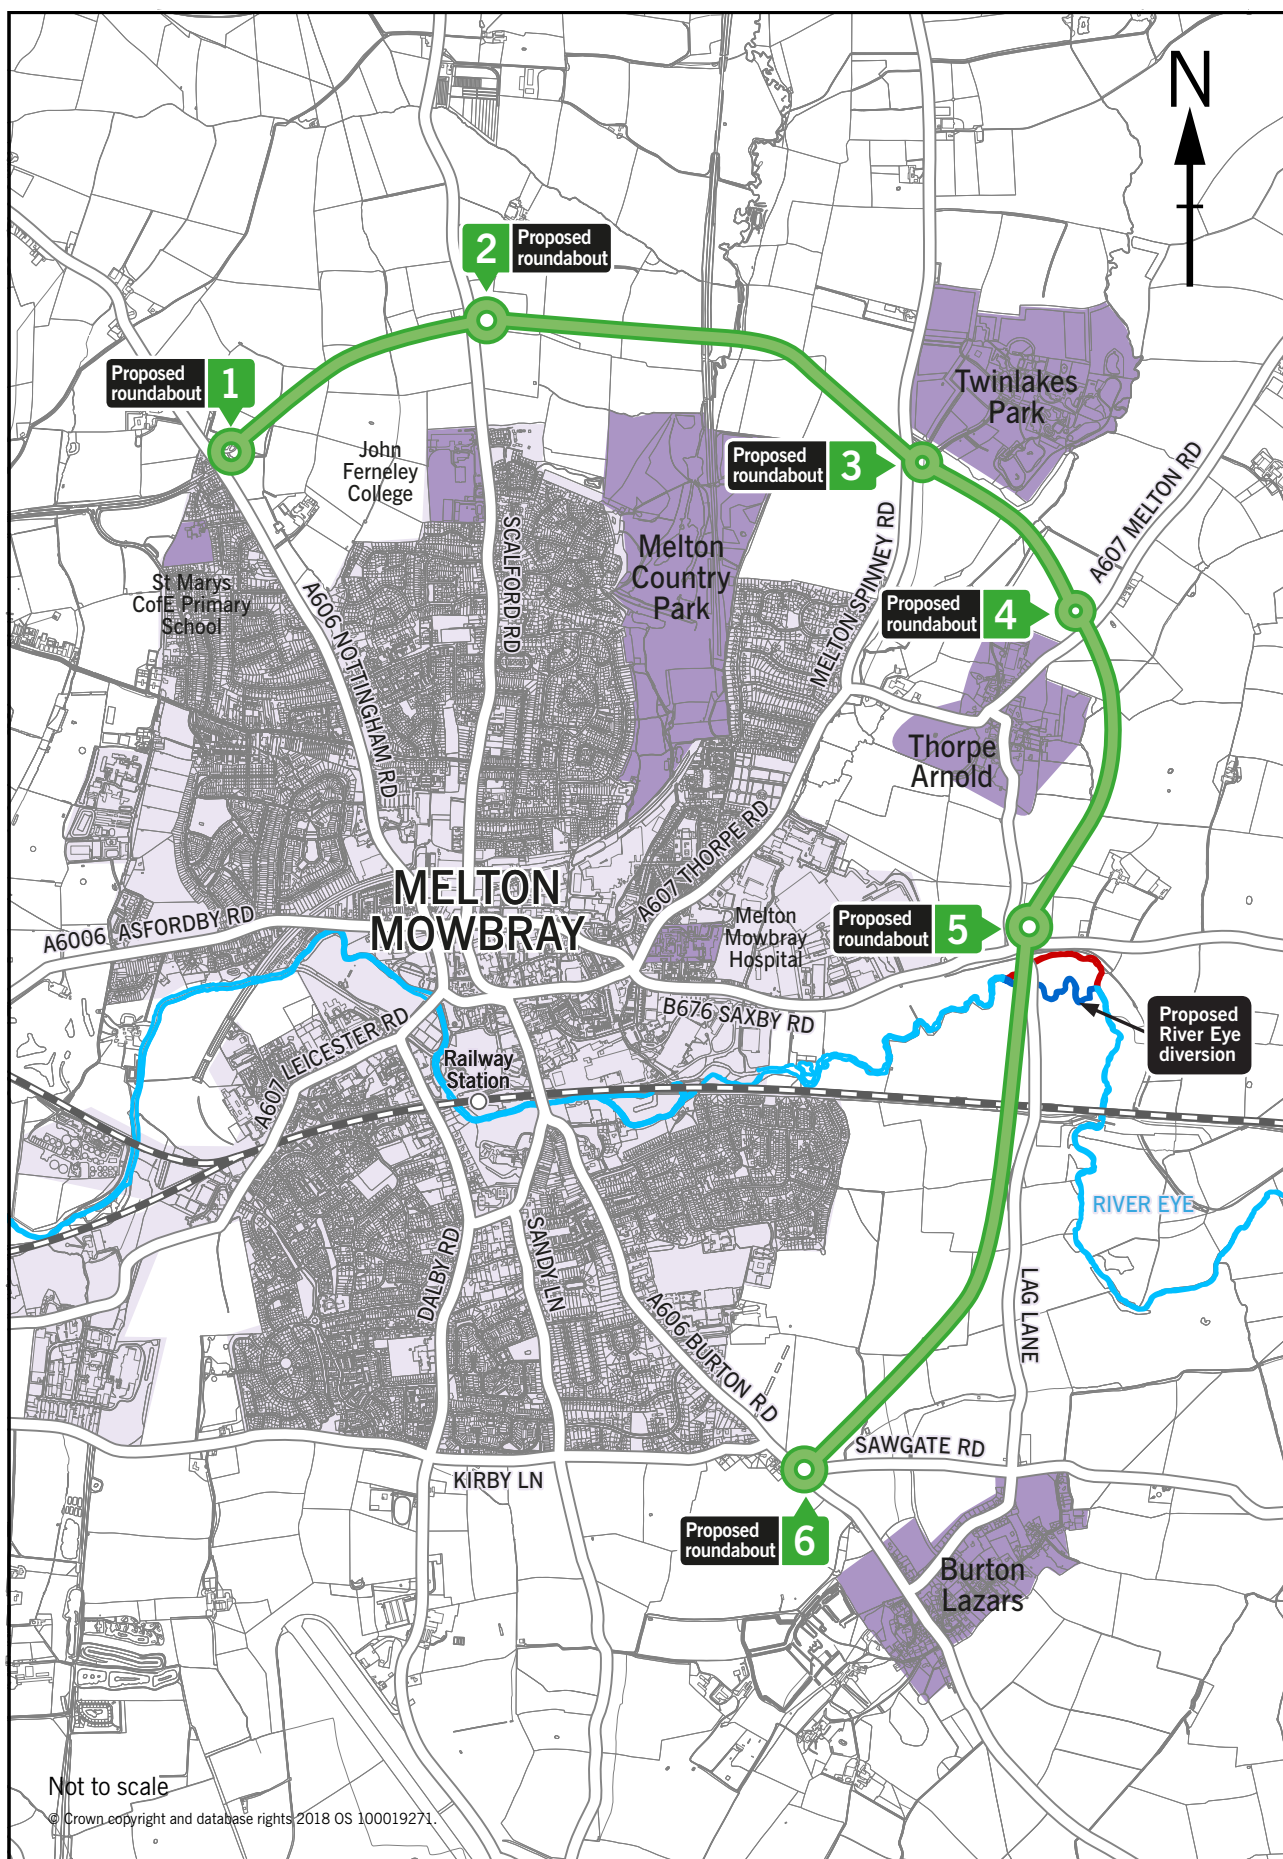 N
2
Proposed
roundabout
Proposed
roundabout
1
Twinlakes
Park
John
Ferneley
College
Proposed
roundabout
3
A607 MELTON RD
SCALFORD RD
MELTON SPINNEY RD
Melton
Country
Park
St Marys
CofE Primary
School
A606 NOTTINGHAM RD
Proposed
roundabout
4
Thorpe
Arnold
A607 THORPE RD
MELTON
MOWBRAY
A6006 ASFORDBY RD
Melton
Mowbray
Hospital
Proposed
roundabout
5
B676 SAXBY RD
Proposed
River Eye
diversion
A607 LEICESTER RD
Railway
Station
RIVER EYE
DALBY RD
SANDY LN
LAG LANE
A606 BURTON RD
SAWGATE RD
KIRBY LN
Proposed
roundabout
6
Burton
Lazars
Not to scale
© Crown copyright and database rights 2018 OS 100019271.